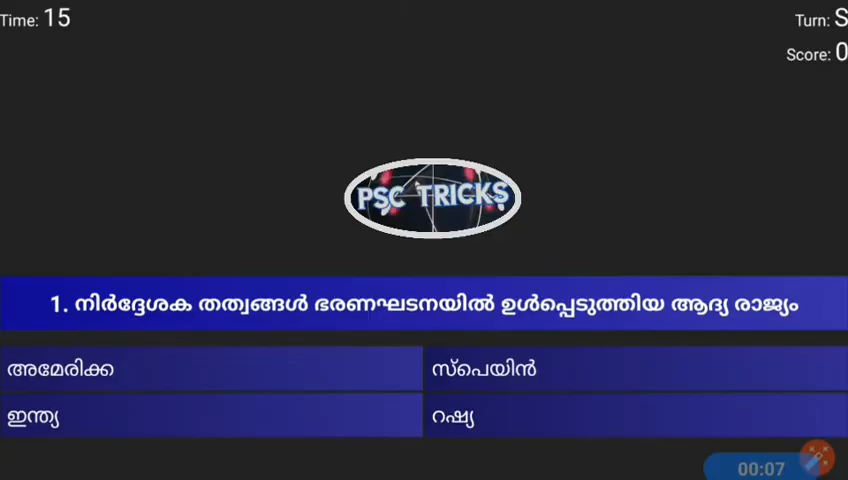 Time: 15
Turn: S
Score: 0
PSC TRICKS
1. നിർദ്ദേശക തത്വങ്ങൾ ഭരണഘടനയിൽ ഉൾപ്പെടുത്തിയ ആദ്യ രാജ്യം
അമേരിക്ക
സ്പെയിൻ
ഇന്ത്യ
റഷ്യ
00:07